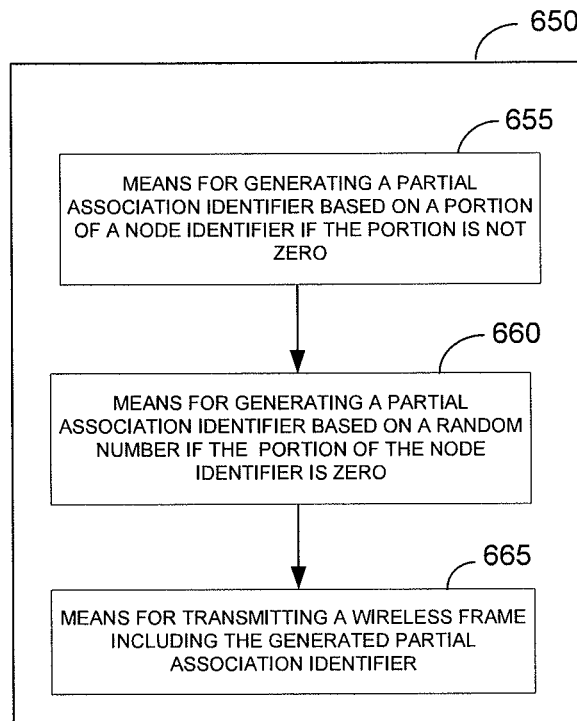 650
655
MEANS FOR GENERATING A PARTIAL
ASSOCIATION IDENTIFIER BASED ON A PORTION
OF A NODE IDENTIFIER IF THE PORTION IS NOT
ZERO
660
MEANS FOR GENERATING A PARTIAL
ASSOCIATION IDENTIFIER BASED ON A RANDOM
NUMBER IF THE PORTION OF THE NODE
IDENTIFIER IS ZERO
665
MEANS FOR TRANSMITTING A WIRELESS FRAME
INCLUDING THE GENERATED PARTIAL
ASSOCIATION IDENTIFIER